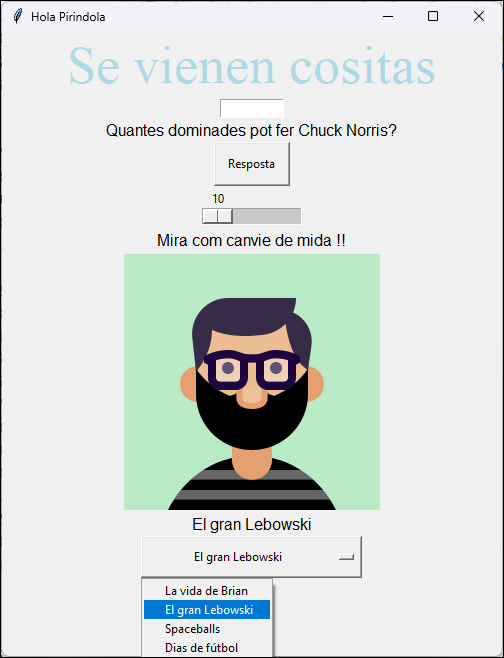 Hola Pirindola
Se vienen cositas
Quantes dominades pot fer Chuck Norris?
Resposta
10
Mira com canvie de mida !!
El gran Lebowski
El gran Lebowski
La vida de Brian
El gran Lebowski
Spaceballs
Dias de fútbol